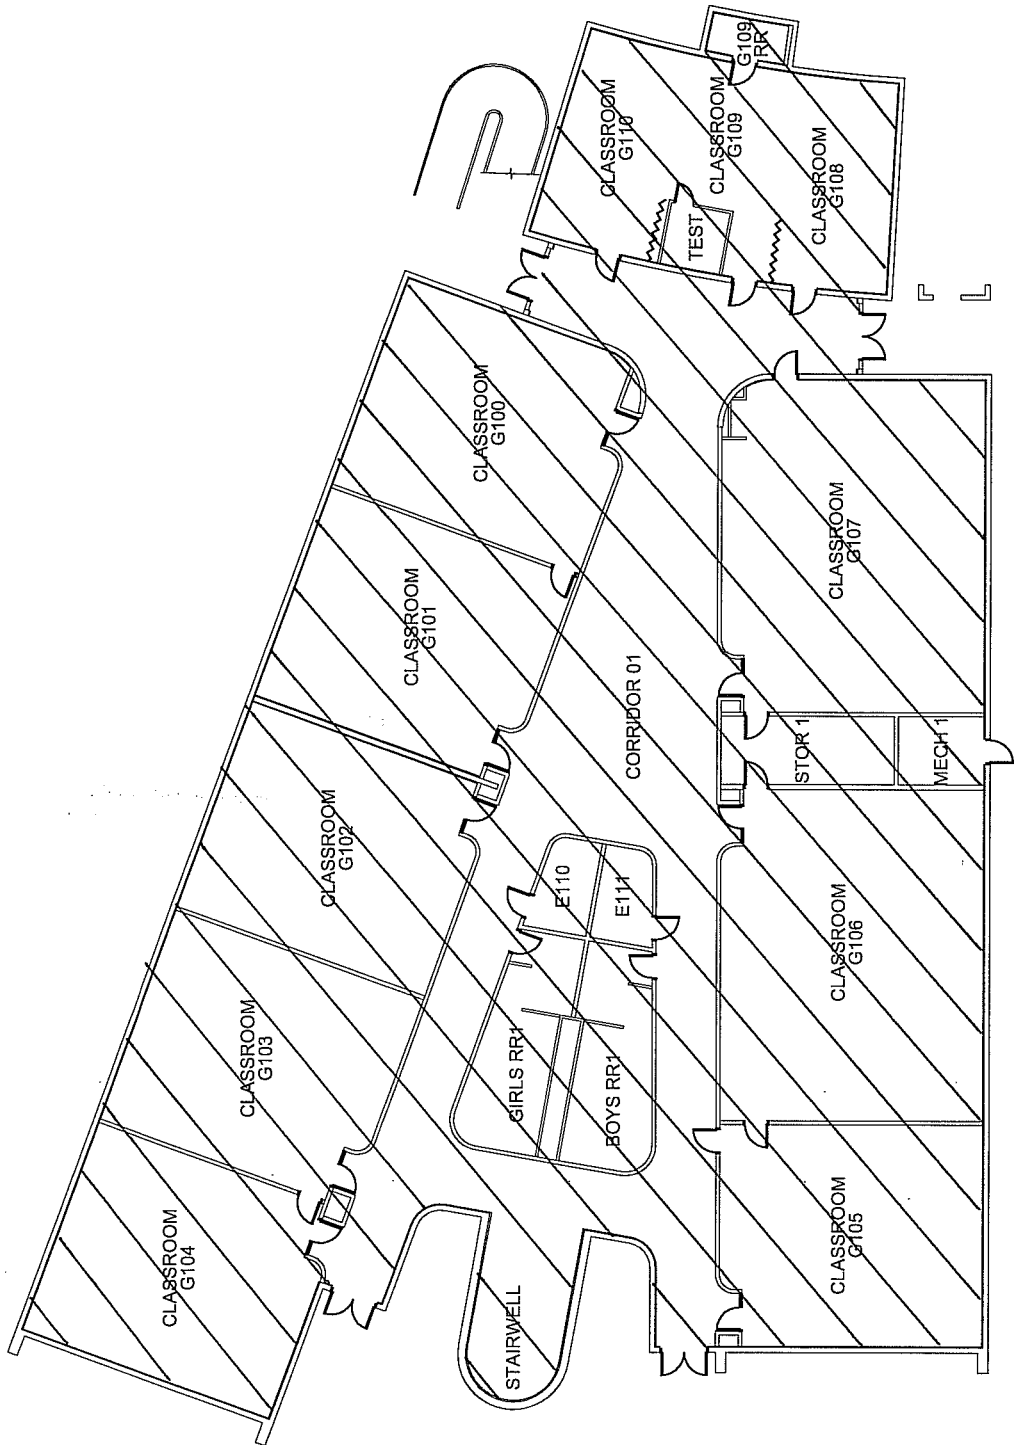 CLASSROOM
G104
CLASSROOM
G103
CLASSROOM
G102
CLASSROOM
G101
CLASSROOM
G100
CLASSROOM
G110
CLASSROOM
G109
G109
RR
CLASSROOM
G108
TEST
STAIRWELL
GIRLS RR1
BOYS RR1
E110
E111
CORRIDOR 01
CLASSROOM
G105
CLASSROOM
G106
STOR 1
MECH 1
CLASSROOM
G107